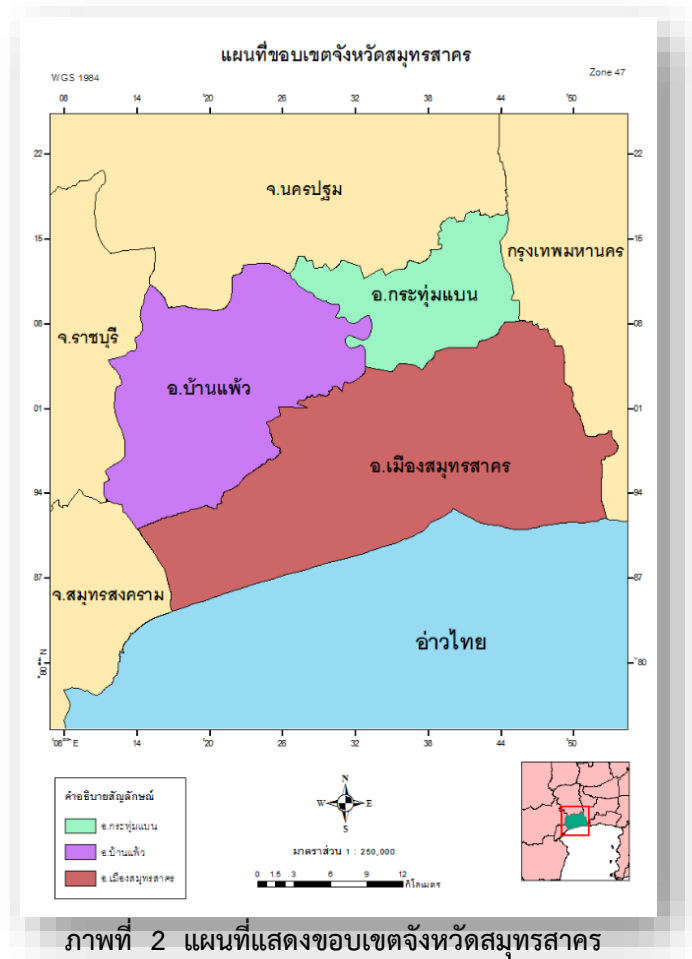 แผนที่ขอบเขตจังหวัดสมุทรสาคร
WGS 1984
Zone 47
08 14 20 26 32 38 44 50
22 22
จ.นครปฐม
15 15
กรุงเทพมหานคร
อ.กระทุ่มแบน
08 08
จ.ราชบุรี
อ.บ้านแพ้ว
01 01
อ.เมืองสมุทรสาคร
94 94
87 87
จ.สมุทรสงคราม
อ่าวไทย
80 N 80
08 E 14 20 26 32 38 44 50
คำอธิบายสัญลักษณ์
อ.กระทุ่มแบน
อ.บ้านแพ้ว
อ.เมืองสมุทรสาคร
N
W E
S
มาตราส่วน 1 : 250,000
0 1.5 3 6 9 12
กิโลเมตร
ภาพที่ 2 แผนที่แสดงขอบเขตจังหวัดสมุทรสาคร